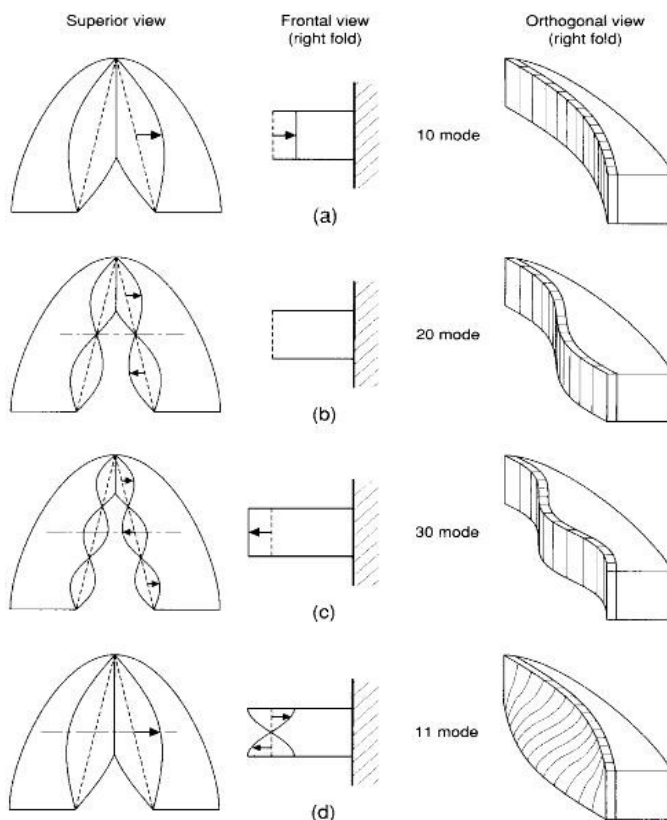 Superior view
Frontal view
(right fold)
Orthogonal view
(right fold)
10 mode
(a)
20 mode
(b)
30 mode
(c)
11 mode
(d)